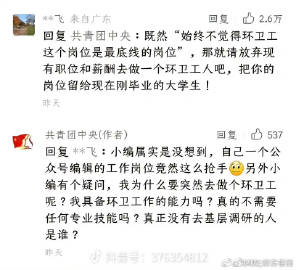 **飞 来自广东
2.6万
回复 共青团中央：既然“始终不觉得环卫工
这个岗位是最底线的岗位”，那就请放弃现
有职位和薪酬去做一个环卫工人吧，把你的
岗位留给现在刚毕业的大学生！
昨天
共青团中央(作者)
537
回复 **飞：小编属实是没想到，自己一个公
众号编辑的工作岗位竟然这么抢手 另外小
编有个疑问，我为什么要突然去做个环卫工
呢？我具备环卫工作的能力吗？真的不需要
任何专业技能吗？真正没有去基层调研的人
是谁？
昨天
抖音号：376354812